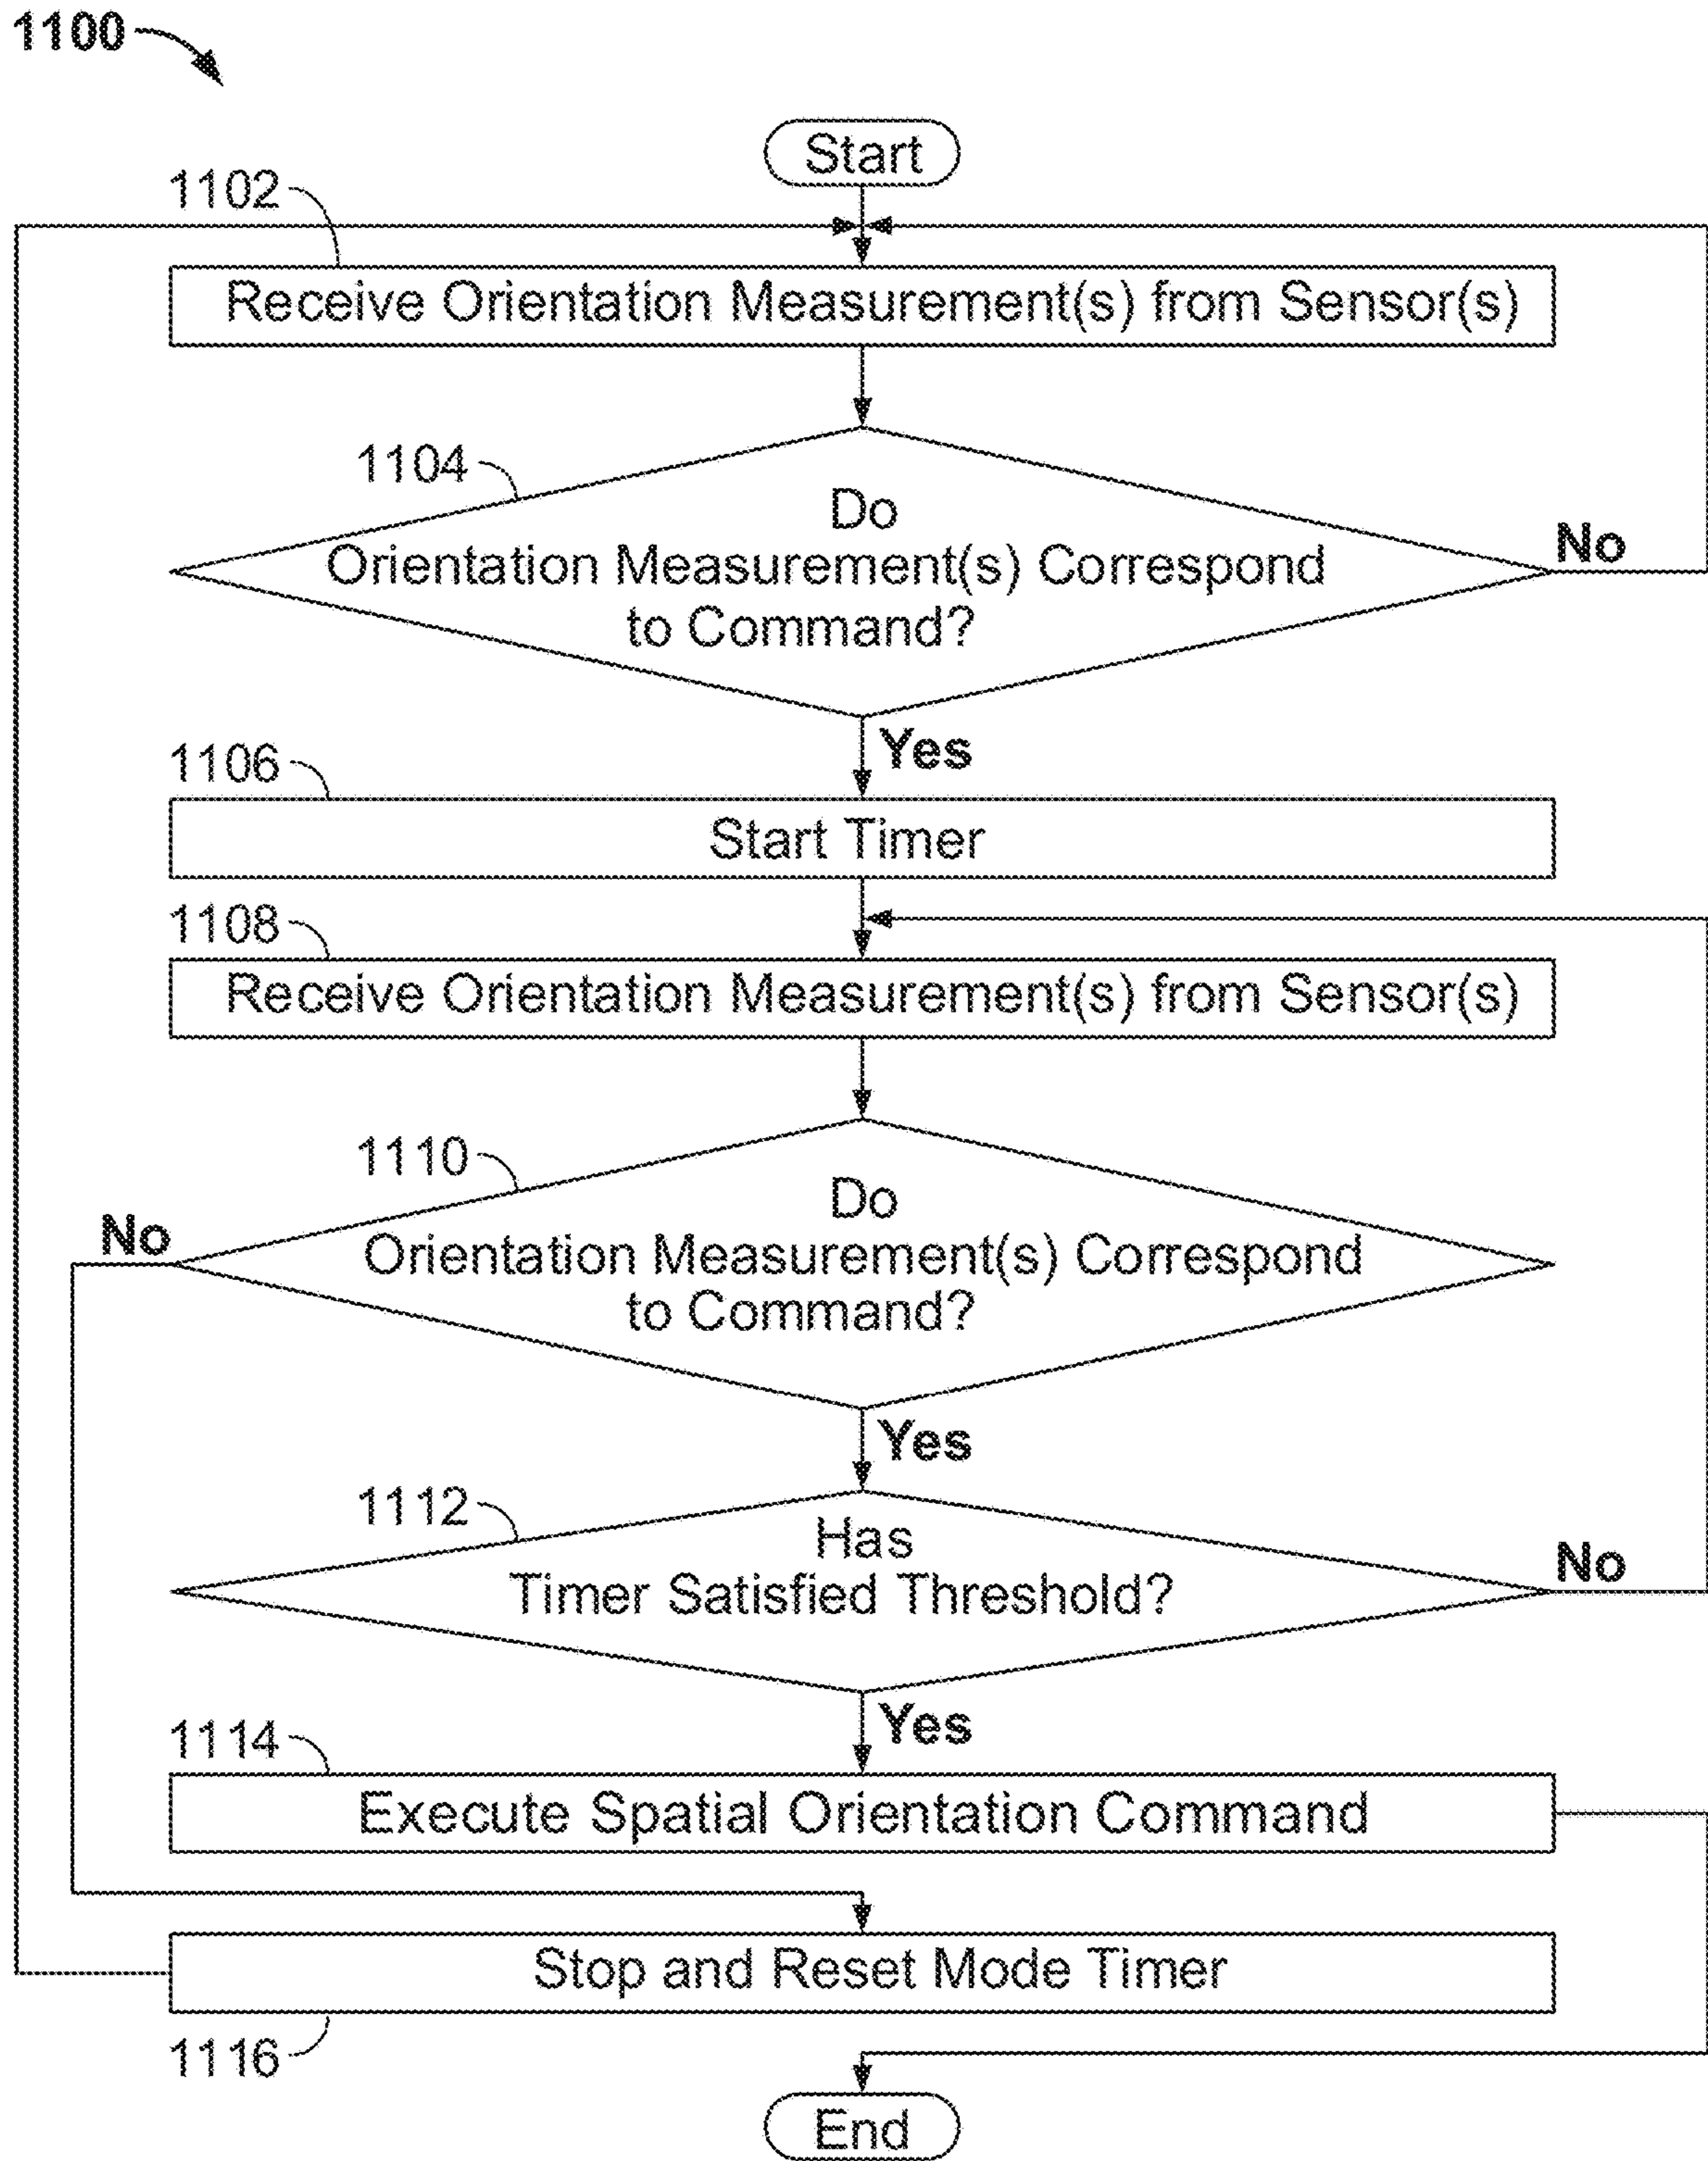 1100
Start
1102
Receive Orientation Measurement(s) from Sensor(s)
1104
Do
Orientation Measurement(s) Correspond
to Command?
No
Yes
1106
Start Timer
1108
Receive Orientation Measurement(s) from Sensor(s)
1110
Do
No
Orientation Measurement(s) Correspond
to Command?
Yes
1112
Has
Timer Satisfied Threshold?
No
Yes
1114
Execute Spatial Orientation Command
Stop and Reset Mode Timer
1116
End